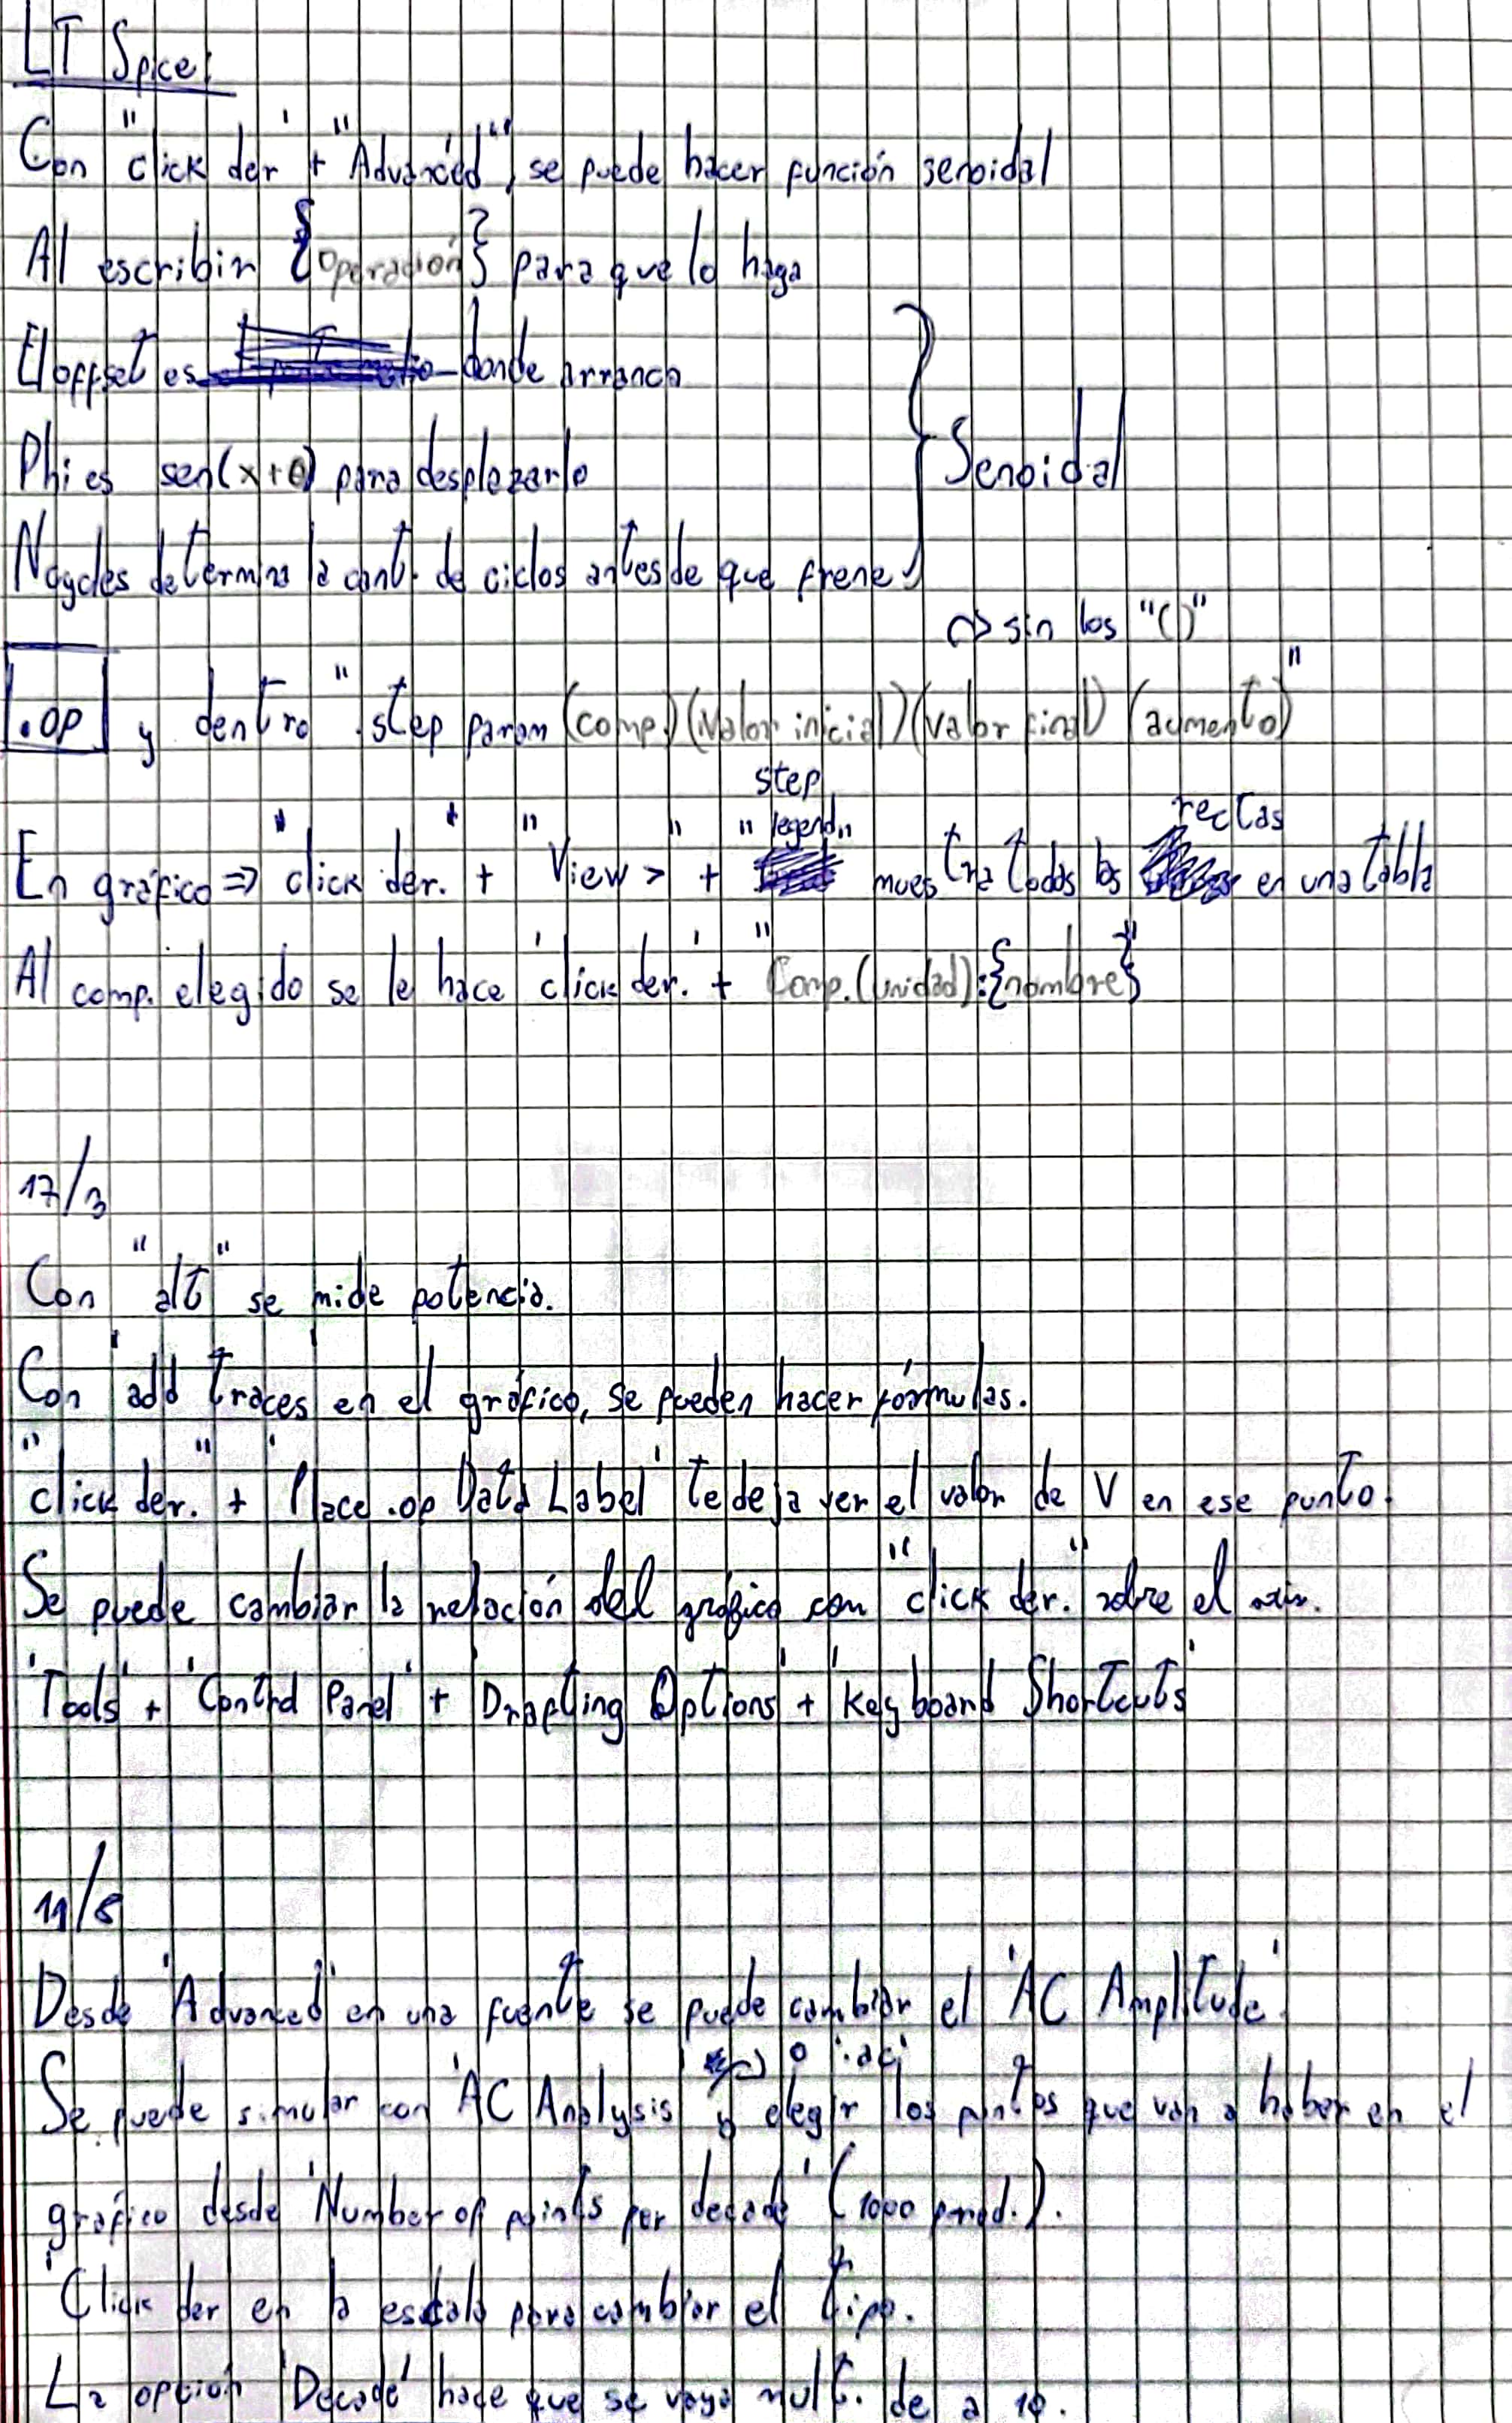 LT Spice:
Con "click der" + "Advanced", se puede hacer función senoidal
Al escribir {operación} para que lo haga
El offset es donde arranca
Phi es sen(x+θ) para desplazarlo
Senoidal
Ncycles determina la cant. de ciclos antes de que frene
↪ sin los "()"
.op y dentro ".step param (comp.) (Valor inicial) (valor final) (aumento)"
En gráfico ⇒ "click der." + "View >" + "step legend" muestra todas las rectas en una tabla
Al comp. elegido se le hace 'click der.' + "Comp.(unidad):{nombre}"
17/3
Con "alt" se mide potencia.
Con 'add traces' en el gráfico, se pueden hacer fórmulas.
"click der." + 'Place .op Data Label' te deja ver el valor de V en ese punto.
Se puede cambiar la relación del gráfico con "click der." sobre el axis.
'Tools' + 'Control Panel' + 'Drafting Options' + 'Keyboard Shortcuts'
11/8
Desde 'Advanced' en una fuente se puede cambiar el 'AC Amplitude'.
↪ o '.ac'
Se puede simular con 'AC Analysis y elegir los puntos que van a haber en el
gráfico desde 'Number of points per decade' (1000 pred.).
'Click der en la escala para cambiar el tipo.
La opción 'Decade' hace que se vaya mult. de a 10.